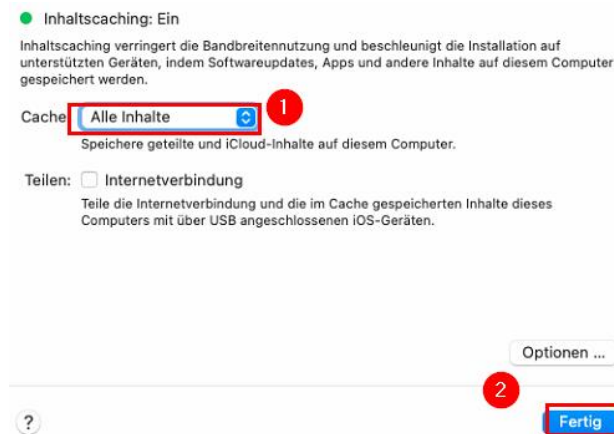 Inhaltscaching: Ein
Inhaltscaching verringert die Bandbreitennutzung und beschleunigt die Installation auf
unterstützten Geräten, indem Softwareupdates, Apps und andere Inhalte auf diesem Computer
gespeichert werden.
Cache Alle Inhalte 1
Speichere geteilte und iCloud-Inhalte auf diesem Computer.
Teilen: Internetverbindung
Teile die Internetverbindung und die im Cache gespeicherten Inhalte dieses
Computers mit über USB angeschlossenen iOS-Geräten.
Optionen ...
2
? Fertig